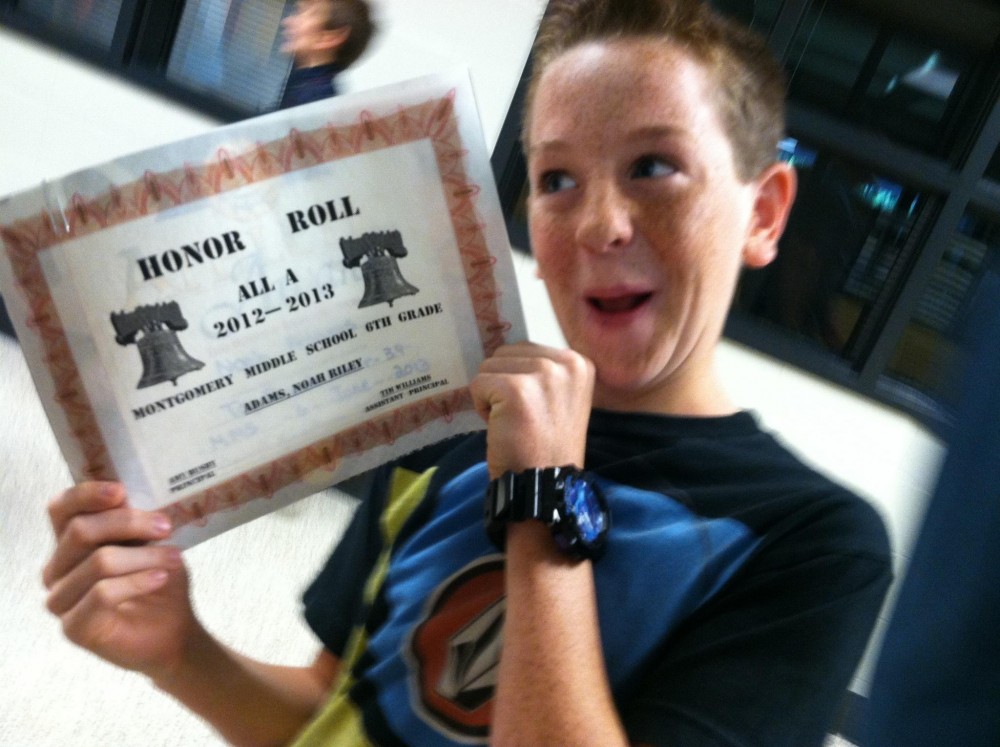 HONOR ROLL
ALL A
2012—2013
MONTGOMERY MIDDLE SCHOOL 6TH GRADE
ADAMS, NOAH RILEY
TIM WILLIAMS
ASSISTANT PRINCIPAL
PRINCIPAL